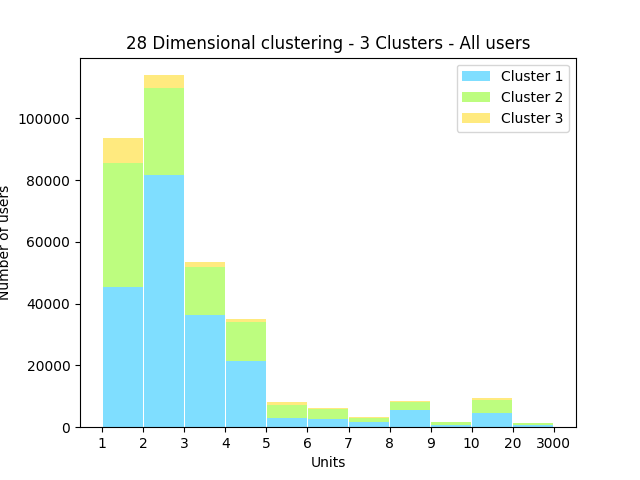 28 Dimensional clustering - 3 Clusters - All users
Cluster 1
Cluster 2
Cluster 3
100000
80000
60000
40000
20000
0
Number of users
1 2 3 4 5 6 7 8 9 10 20 3000
Units